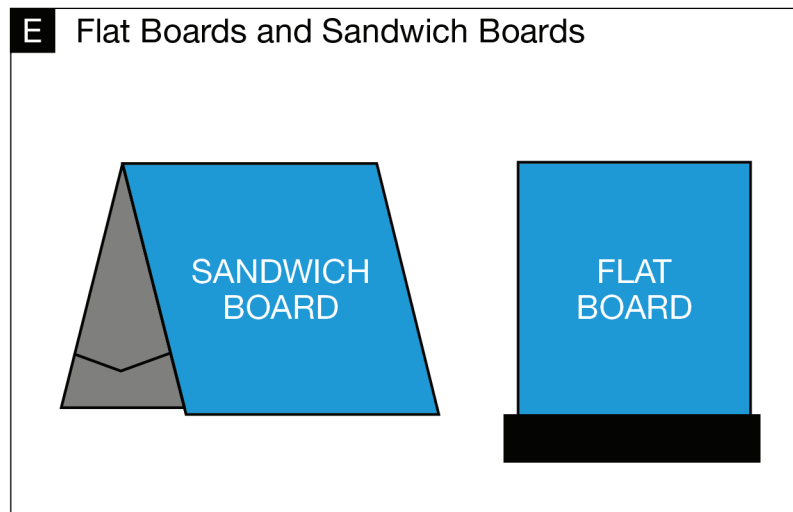 E Flat Boards and Sandwich Boards
SANDWICH
BOARD
FLAT
BOARD